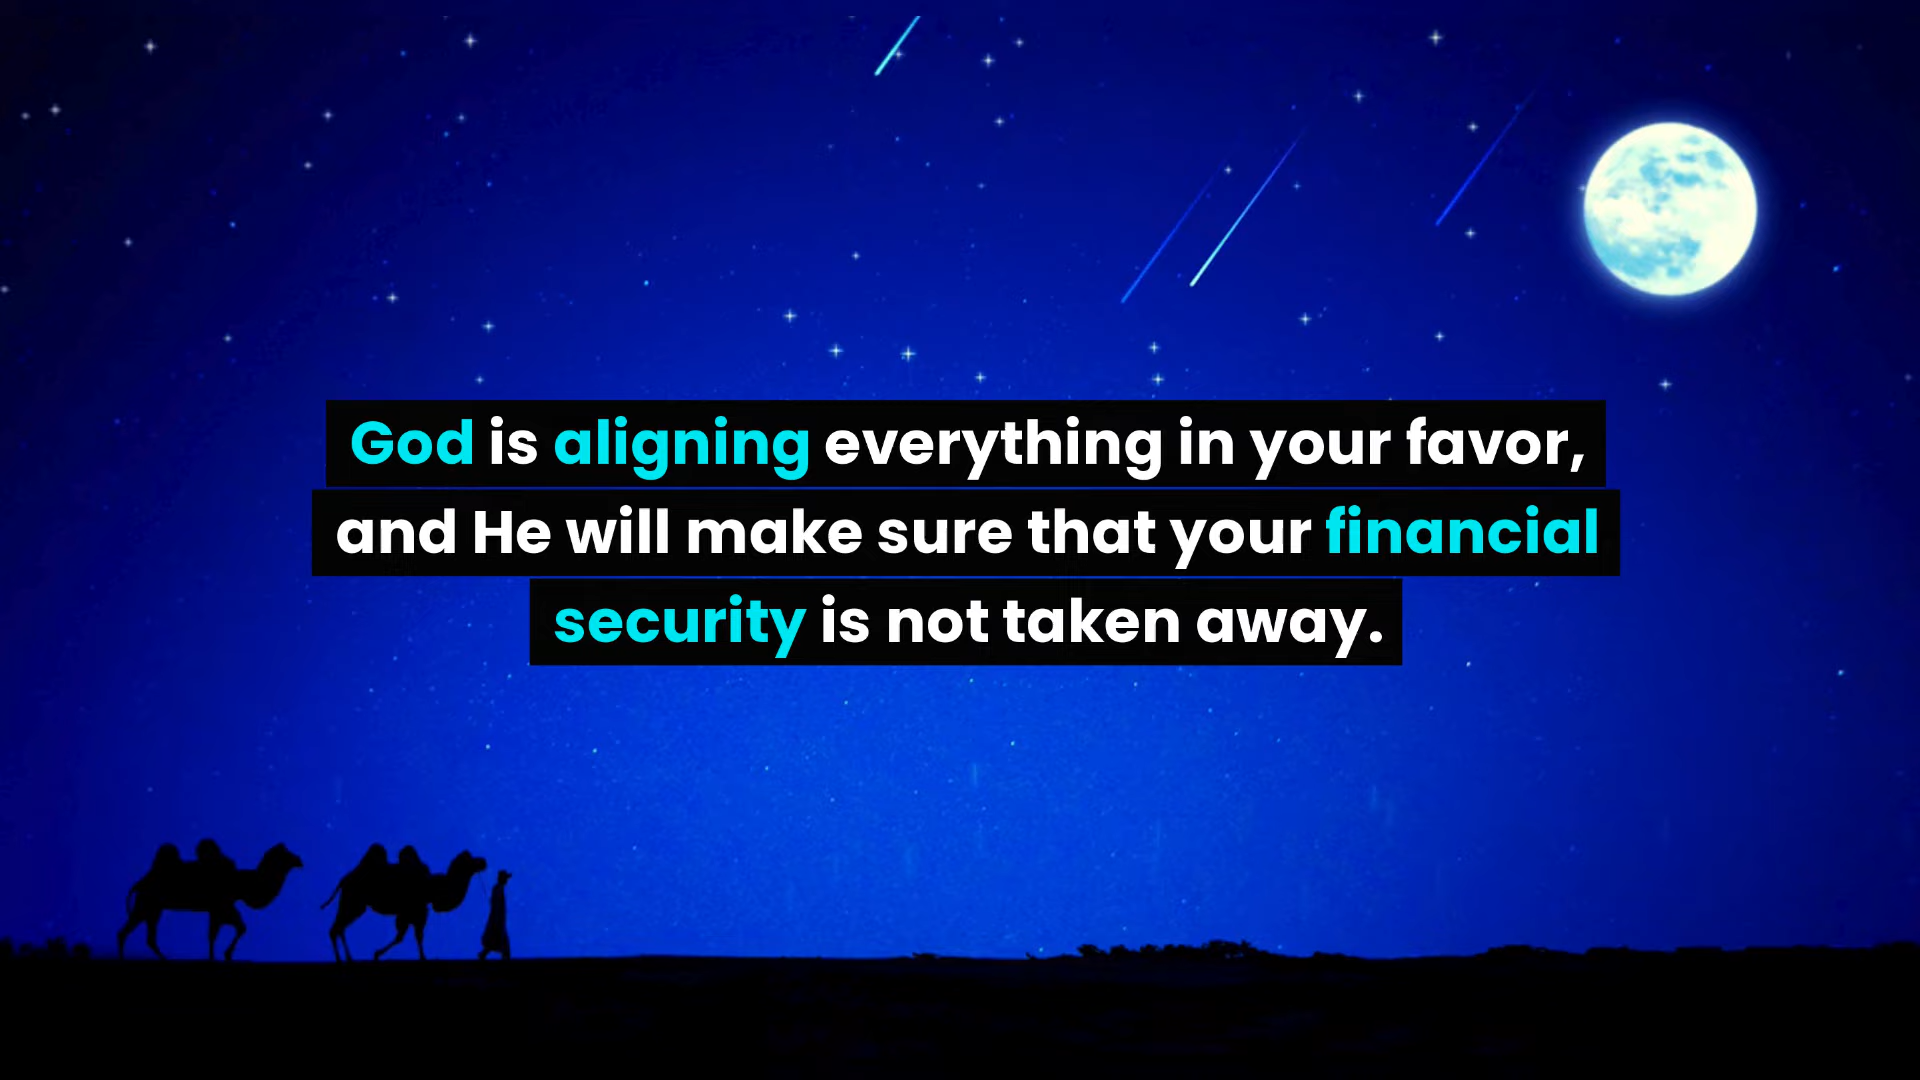 God is aligning everything in your favor,
and He will make sure that your financial
security is not taken away.